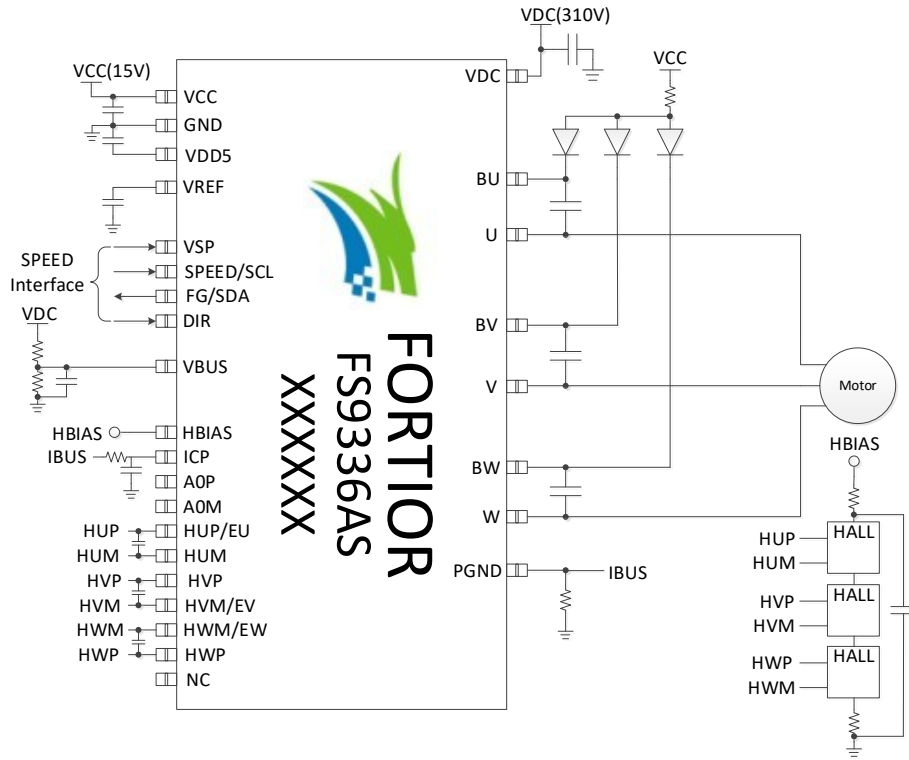 VDC(310V)
VCC(15V)
VCC
VDC
VCC
GND
VDD5
VREF
BU
U
VSP
SPEED
Interface
SPEED/SCL
FG/SDA
DIR
VDC
VBUS
BV
V
Motor
HBIAS
HBIAS
HBIAS
IBUS
ICP
A0P
A0M
BW
W
HUP
HUP/EU
HUM
HUM
HVP
HVP
HVM
HVM/EV
HWM
HWM/EW
HWP
HWP
NC
PGND
IBUS
HALL
HUP
HUM
HALL
HVP
HVM
HALL
HWP
HWM
FORTIOR
FS9336AS
XXXXXX